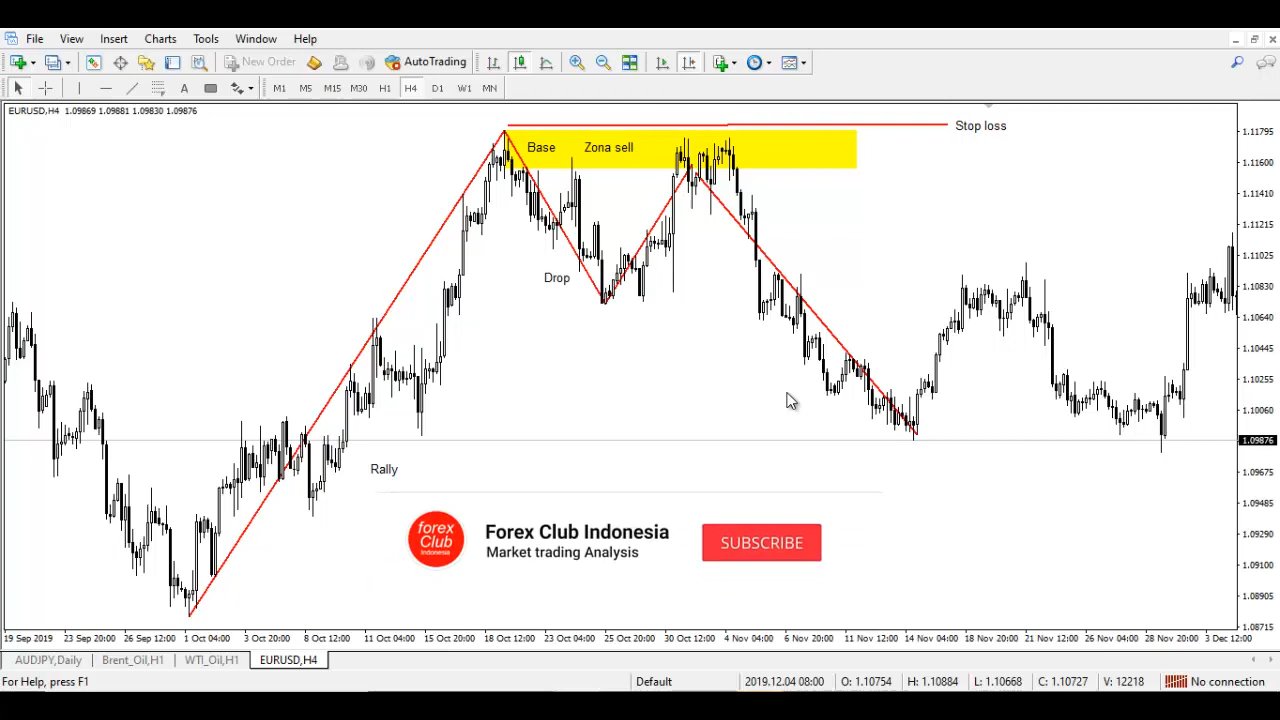 File View Insert Charts Tools Window Help
New Order AutoTrading
M1 M5 M15 M30 H1 H4 D1 W1 MN
EURUSD,H4 1.09869 1.09881 1.09830 1.09876
Stop loss
Base Zona sell
Drop
Rally
1.11795
1.11600
1.11410
1.11215
1.11025
1.10830
1.10640
1.10445
1.10255
1.10060
1.09876
1.09675
1.09485
1.09290
1.09100
1.08905
1.08715
forex Club Indonesia
Forex Club Indonesia
Market trading Analysis
SUBSCRIBE
19 Sep 2019 23 Sep 20:00 26 Sep 12:00 1 Oct 04:00 3 Oct 20:00 8 Oct 12:00 11 Oct 04:00 15 Oct 20:00 18 Oct 12:00 23 Oct 04:00 25 Oct 20:00 30 Oct 12:00 4 Nov 04:00 6 Nov 20:00 11 Nov 12:00 14 Nov 04:00 18 Nov 20:00 21 Nov 12:00 26 Nov 04:00 28 Nov 20:00 3 Dec 12:00
AUDJPY,Daily Brent_Oil,H1 WTI_Oil,H1 EURUSD,H4
For Help, press F1 Default 2019.12.04 08:00 O: 1.10754 H: 1.10884 L: 1.10668 C: 1.10727 V: 12218 No connection